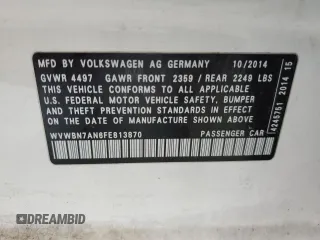 MFD BY VOLKSWAGEN AG GERMANY 10/2014
GVWR 4497 GAWR FRONT 2359 / REAR 2249 LBS
THIS VEHICLE CONFORMS TO ALL APPLICABLE
U.S. FEDERAL MOTOR VEHICLE SAFETY, BUMPER
AND THEFT PREVENTION STANDARDS IN EFFECT
ON THE DATE OF MANUFACTURE SHOWN ABOVE
WVWBN7AN6FE813870 PASSENGER CAR
4245751 2014 15
DREAMBID